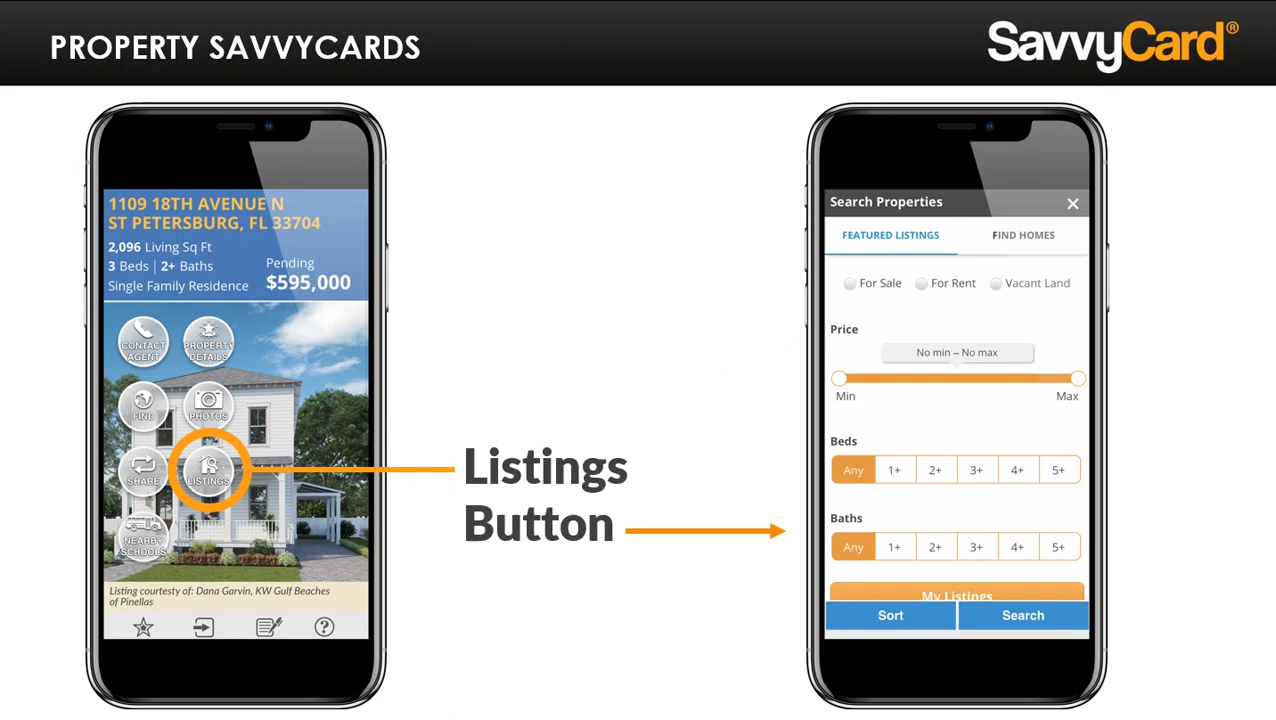 PROPERTY SAVVYCARDS
SavvyCard®
1109 18TH AVENUE N
ST PETERSBURG, FL 33704
2,096 Living Sq Ft
3 Beds | 2+ Baths
Single Family Residence
Pending
$595,000
CONTACT
AGENT
PROPERTY
DETAILS
FIND
PHOTOS
SHARE
LISTINGS
NEARBY
SCHOOLS
Listing courtesy of: Dana Garvin, KW Gulf Beaches
of Pinellas
Listings
Button
Search Properties
FEATURED LISTINGS FIND HOMES
For Sale For Rent Vacant Land
Price
No min – No max
Min Max
Beds
Any 1+ 2+ 3+ 4+ 5+
Baths
Any 1+ 2+ 3+ 4+ 5+
My Listings
Sort Search